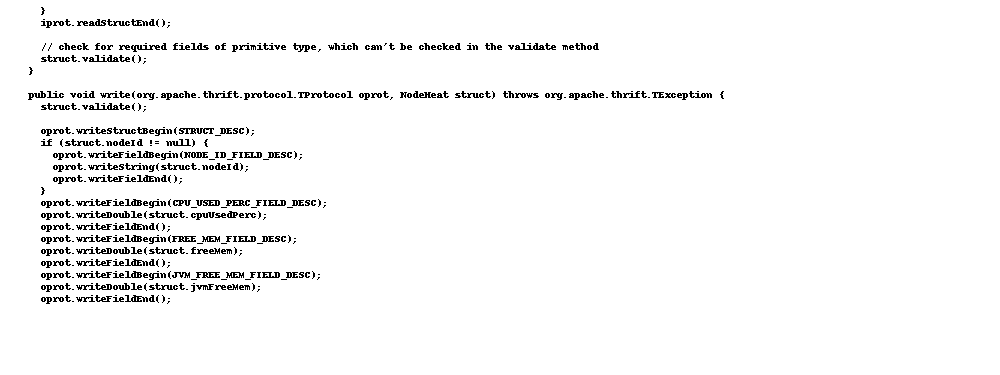 }
iprot.readStructEnd();
// check for required fields of primitive type, which can't be checked in the validate method
struct.validate();
}
public void write(org.apache.thrift.protocol.TProtocol oprot, NodeHeat struct) throws org.apache.thrift.TException {
struct.validate();
oprot.writeStructBegin(STRUCT_DESC);
if (struct.nodeId != null) {
oprot.writeFieldBegin(NODE_ID_FIELD_DESC);
oprot.writeString(struct.nodeId);
oprot.writeFieldEnd();
}
oprot.writeFieldBegin(CPU_USED_PERC_FIELD_DESC);
oprot.writeDouble(struct.cpuUsedPerc);
oprot.writeFieldEnd();
oprot.writeFieldBegin(FREE_MEM_FIELD_DESC);
oprot.writeDouble(struct.freeMem);
oprot.writeFieldEnd();
oprot.writeFieldBegin(JVM_FREE_MEM_FIELD_DESC);
oprot.writeDouble(struct.jvmFreeMem);
oprot.writeFieldEnd();